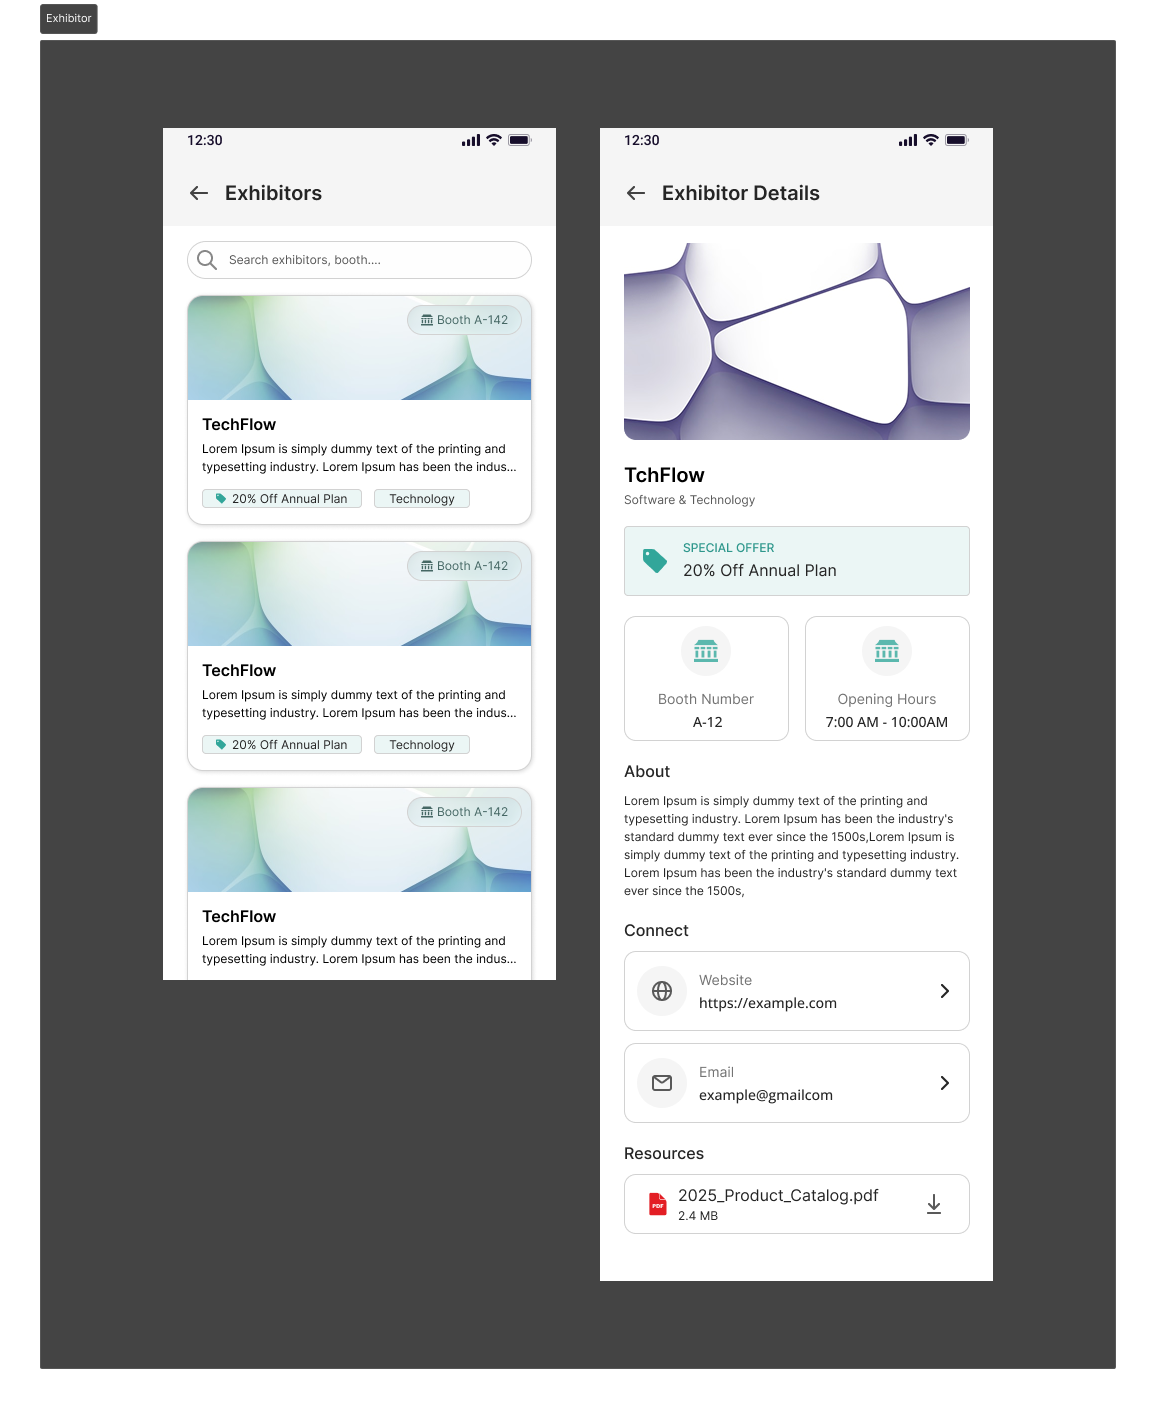 Exhibitor
12:30
Exhibitors
Search exhibitors, booth....
Booth A-142
TechFlow
Lorem Ipsum is simply dummy text of the printing and
typesetting industry. Lorem Ipsum has been the indus...
20% Off Annual Plan
Technology
Booth A-142
TechFlow
Lorem Ipsum is simply dummy text of the printing and
typesetting industry. Lorem Ipsum has been the indus...
20% Off Annual Plan
Technology
Booth A-142
TechFlow
Lorem Ipsum is simply dummy text of the printing and
typesetting industry. Lorem Ipsum has been the indus...
12:30
Exhibitor Details
TchFlow
Software & Technology
SPECIAL OFFER
20% Off Annual Plan
Booth Number
A-12
Opening Hours
7:00 AM - 10:00AM
About
Lorem Ipsum is simply dummy text of the printing and
typesetting industry. Lorem Ipsum has been the industry's
standard dummy text ever since the 1500s,Lorem Ipsum is
simply dummy text of the printing and typesetting industry.
Lorem Ipsum has been the industry's standard dummy text
ever since the 1500s,
Connect
Website
https://example.com
Email
example@gmailcom
Resources
PDF
2025_Product_Catalog.pdf
2.4 MB